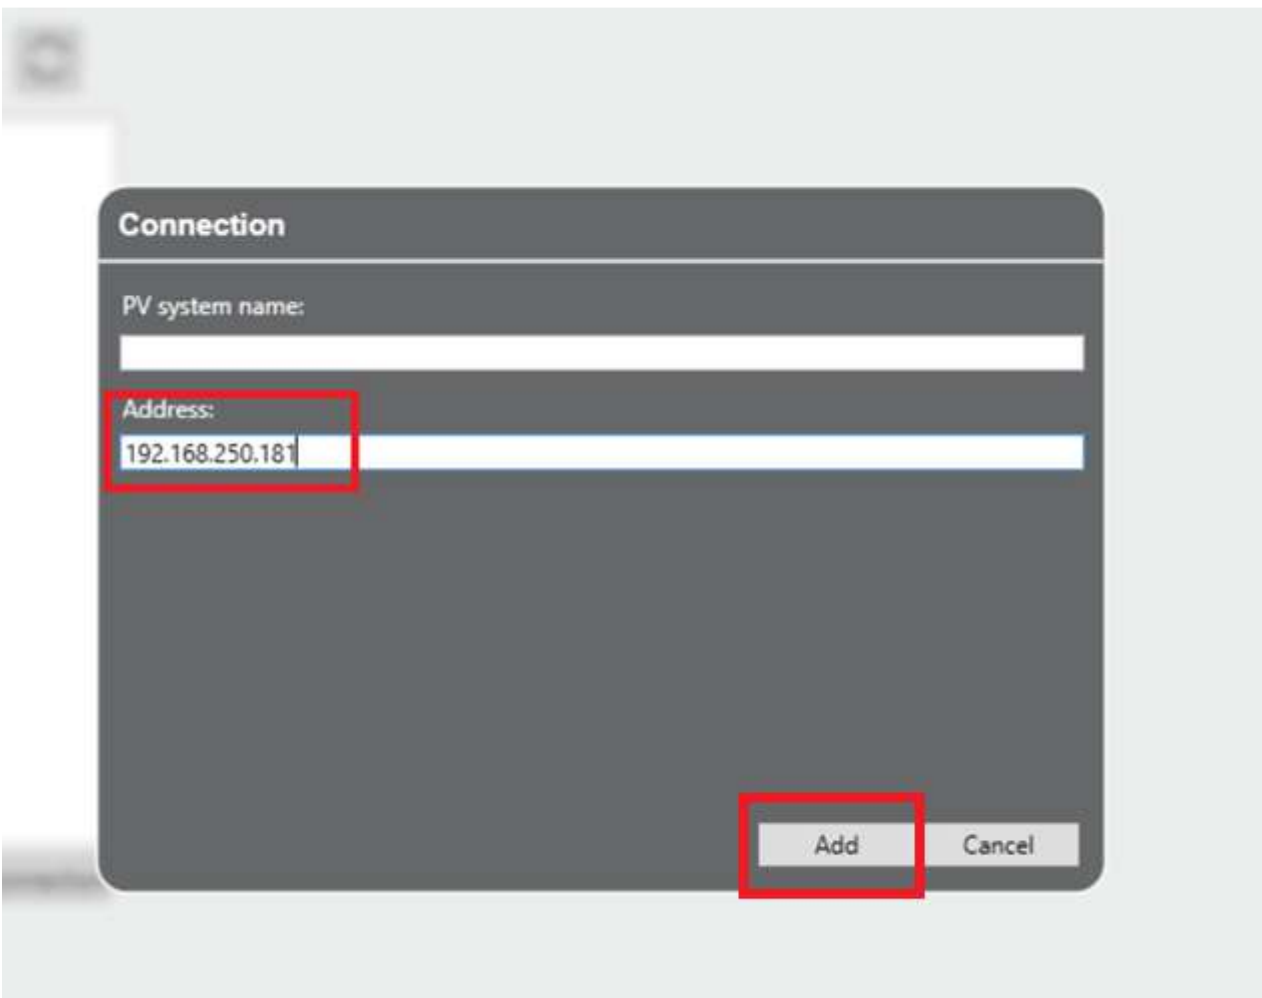 Connection
PV system name:
Address:
192.168.250.181
Add
Cancel